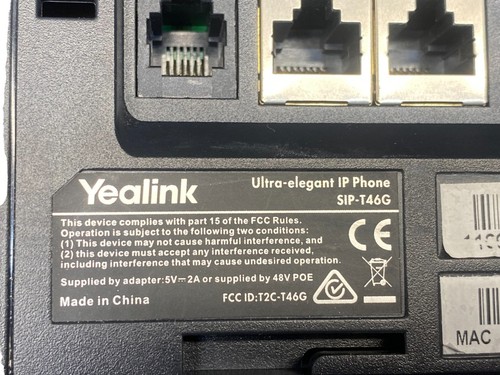 Yealink
Ultra-elegant IP Phone
SIP-T46G
This device complies with part 15 of the FCC Rules.
Operation is subject to the following two conditions:
(1) This device may not cause harmful interference, and
(2) this device must accept any interference received,
including interference that may cause undesired operation.
CE
Supplied by adapter:5V⎓2A or supplied by 48V POE
Made in China
FCC ID:T2C-T46G
MAC